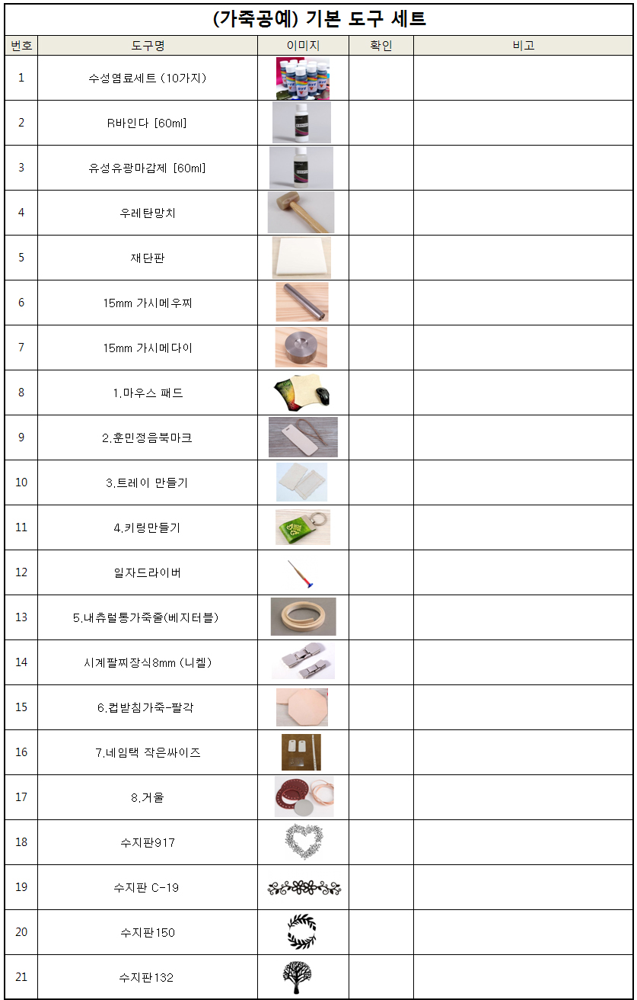 (가죽공예) 기본 도구 세트
번호 도구명 이미지 확인 비고
1 수성염료세트 (10가지)
2 R바인다 [60ml]
3 유성유광마감제 [60ml]
4 우레탄망치
5 재단판
6 15mm 가시메우찌
7 15mm 가시메다이
8 1.마우스 패드
9 2.훈민정음북마크
10 3.트레이 만들기
11 4.키링만들기
12 일자드라이버
13 5.내츄럴통가죽줄(베지터블)
14 시계팔찌장식8mm (니켈)
15 6.컵받침가죽-팔각
16 7.네임택 작은싸이즈
17 8.거울
18 수지판917
19 수지판 C-19
20 수지판150
21 수지판132